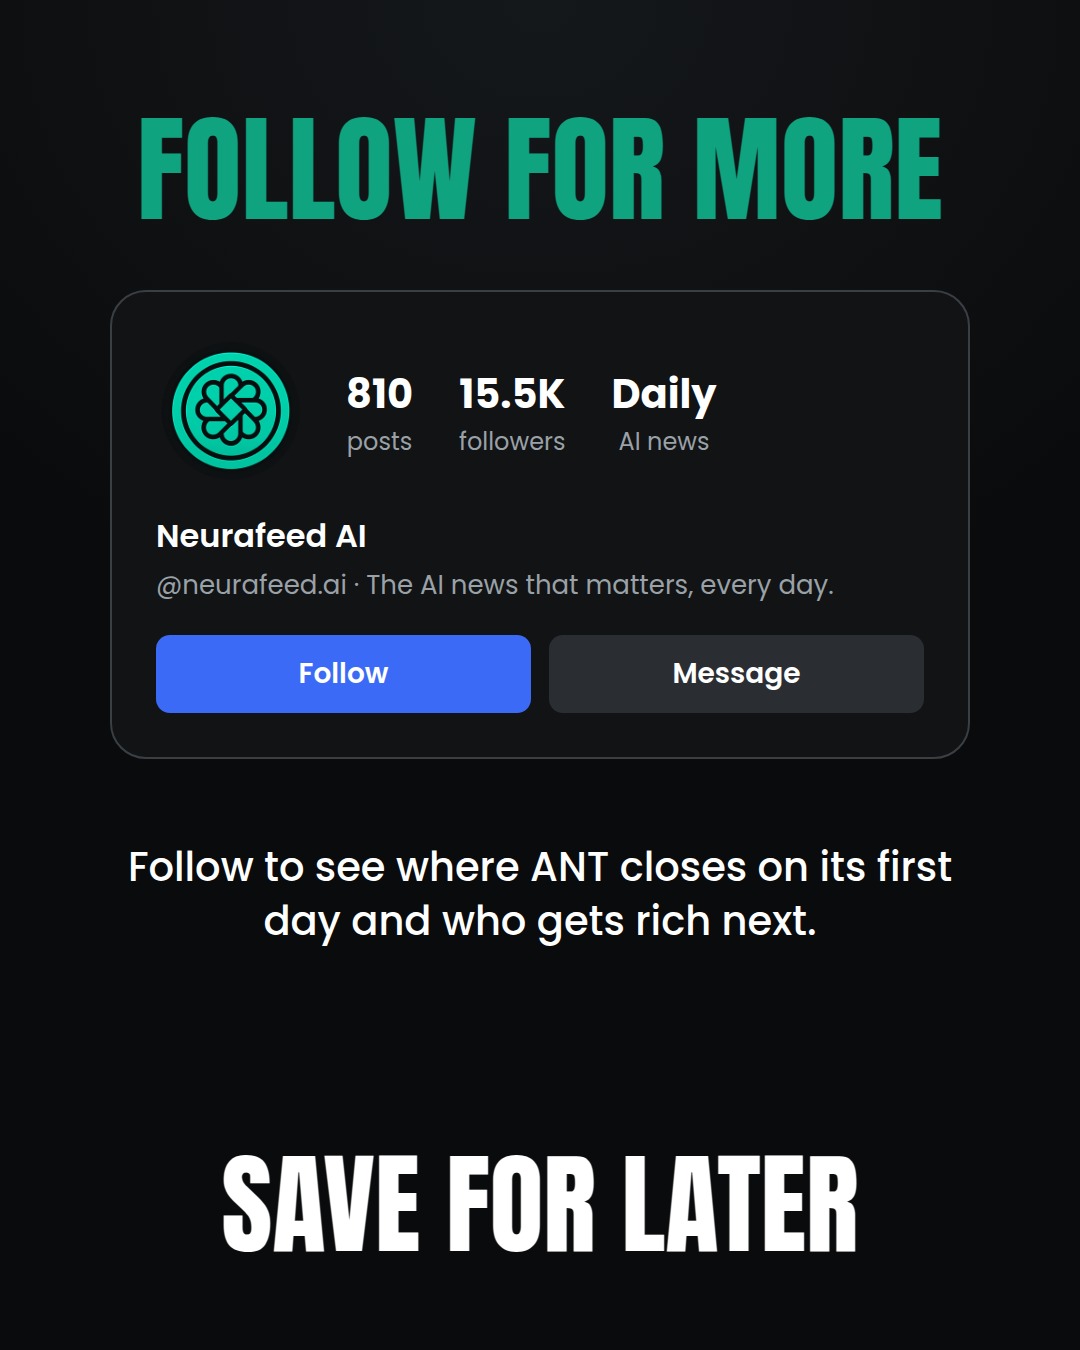 FOLLOW FOR MORE
810 15.5K Daily
posts followers AI news
Neurafeed AI
@neurafeed.ai · The AI news that matters, every day.
Follow Message
Follow to see where ANT closes on its first
day and who gets rich next.
SAVE FOR LATER